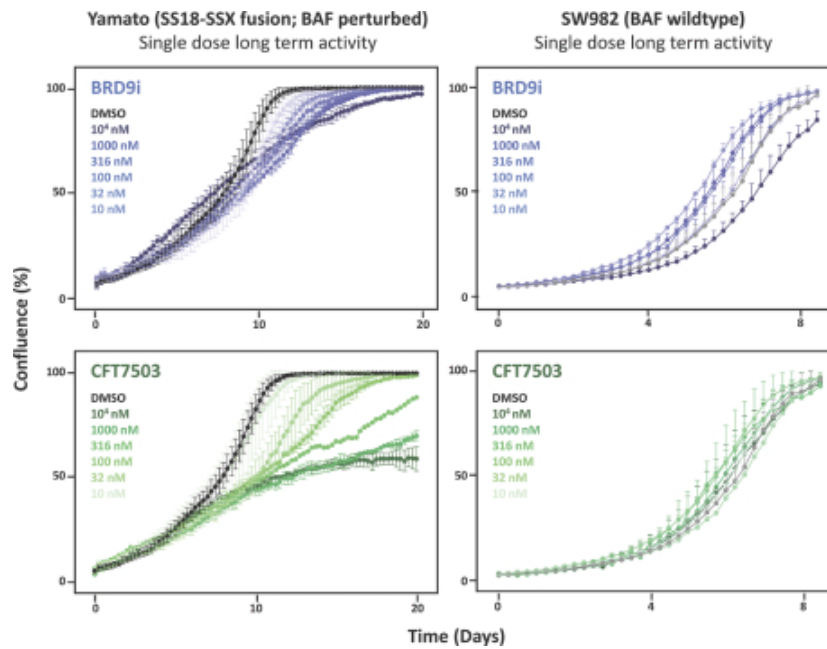 Yamato (SS18-SSX fusion; BAF perturbed)
Single dose long term activity
SW982 (BAF wildtype)
Single dose long term activity
Confluence (%)
100
50
0
BRD9i
DMSO
10⁴ nM
1000 nM
316 nM
100 nM
32 nM
10 nM
0
10
20
100
50
0
BRD9i
DMSO
10⁴ nM
1000 nM
316 nM
100 nM
32 nM
10 nM
0
4
8
100
50
0
CFT7503
DMSO
10⁴ nM
1000 nM
316 nM
100 nM
32 nM
10 nM
0
10
20
100
50
0
CFT7503
DMSO
10⁴ nM
1000 nM
316 nM
100 nM
32 nM
10 nM
0
4
8
Time (Days)